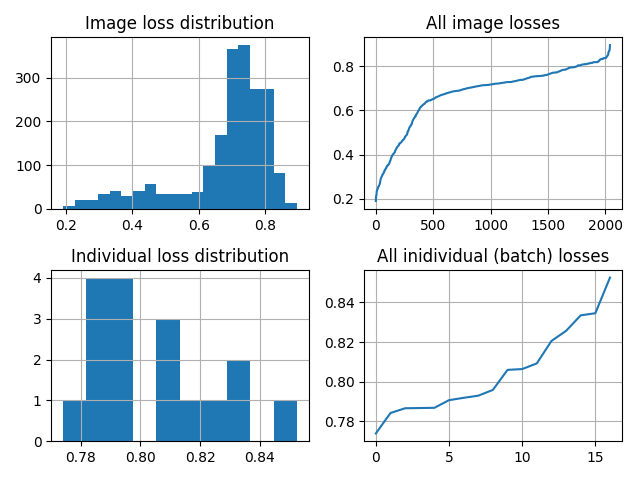 Image loss distribution
300
200
100
0
0.2 0.4 0.6 0.8
All image losses
0.8
0.6
0.4
0.2
0 500 1000 1500 2000
Individual loss distribution
4
3
2
1
0
0.78 0.80 0.82 0.84
All inidividual (batch) losses
0.84
0.82
0.80
0.78
0 5 10 15